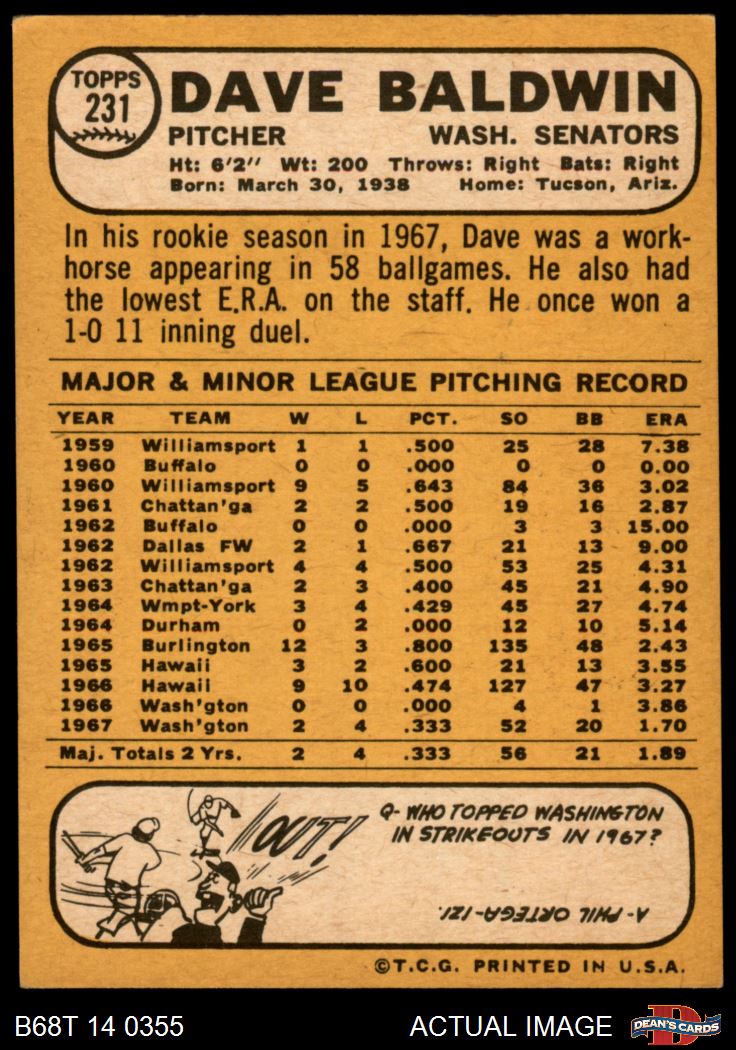 TOPPS
231
DAVE BALDWIN
PITCHER WASH. SENATORS
Ht: 6'2" Wt: 200 Throws: Right Bats: Right
Born: March 30, 1938 Home: Tucson, Ariz.
In his rookie season in 1967, Dave was a work-
horse appearing in 58 ballgames. He also had
the lowest E.R.A. on the staff. He once won a
1-0 11 inning duel.
MAJOR & MINOR LEAGUE PITCHING RECORD
YEAR TEAM W L PCT. SO BB ERA
1959 Williamsport 1 1 .500 25 28 7.38
1960 Buffalo 0 0 .000 0 0 0.00
1960 Williamsport 9 5 .643 84 36 3.02
1961 Chattan'ga 2 2 .500 19 16 2.87
1962 Buffalo 0 0 .000 3 3 15.00
1962 Dallas FW 2 1 .667 21 13 9.00
1962 Williamsport 4 4 .500 53 25 4.31
1963 Chattan'ga 2 3 .400 45 21 4.90
1964 Wmpt-York 3 4 .429 45 27 4.74
1964 Durham 0 2 .000 12 10 5.14
1965 Burlington 12 3 .800 135 48 2.43
1965 Hawaii 3 2 .600 21 13 3.55
1966 Hawaii 9 10 .474 127 47 3.27
1966 Wash'gton 0 0 .000 4 1 3.86
1967 Wash'gton 2 4 .333 52 20 1.70
Maj. Totals 2 Yrs. 2 4 .333 56 21 1.89
OUT!
Q- WHO TOPPED WASHINGTON
IN STRIKEOUTS IN 1967?
A- PHIL ORTEGA-121.
©T.C.G. PRINTED IN U.S.A.
B68T 14 0355 ACTUAL IMAGE DEAN'S CARDS